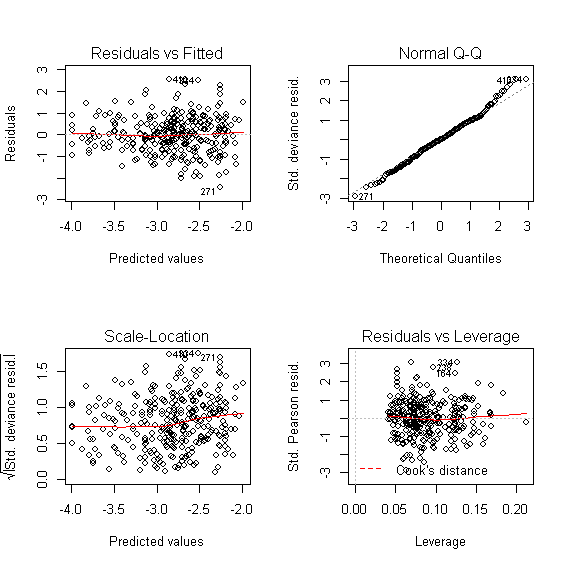 Residuals vs Fitted
Residuals
3
2
1
0
-1
-3
271
-4.0 -3.5 -3.0 -2.5 -2.0
Predicted values
Normal Q-Q
Std. deviance resid.
3
2
1
-1
-3
271
-3 -2 -1 0 1 2 3
Theoretical Quantiles
Scale-Location
√|Std. deviance resid.|
1.5
1.0
0.5
0.0
271
-4.0 -3.5 -3.0 -2.5 -2.0
Predicted values
Residuals vs Leverage
Std. Pearson resid.
3
1
-1
-3
334
164
Cook's distance
0.00 0.05 0.10 0.15 0.20
Leverage